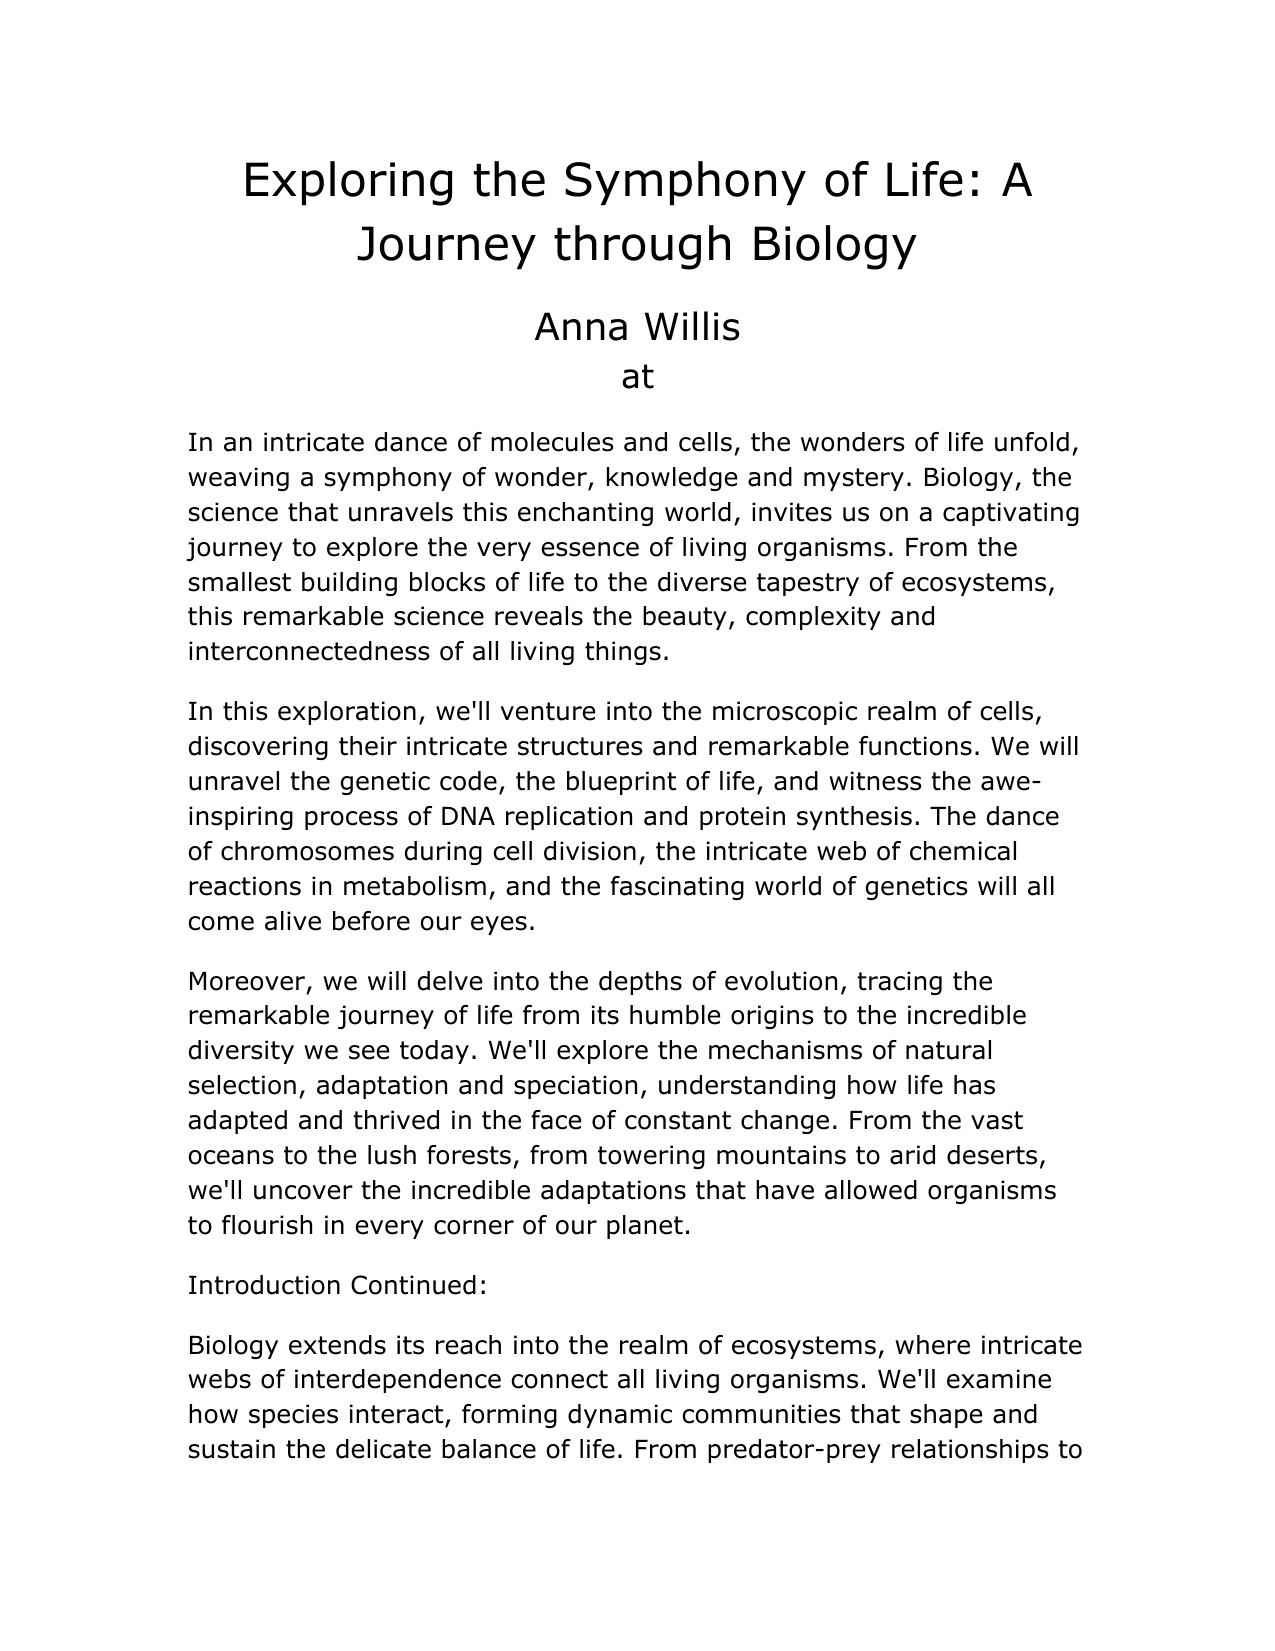 Exploring the Symphony of Life: A
Journey through Biology
Anna Willis
at
In an intricate dance of molecules and cells, the wonders of life unfold,
weaving a symphony of wonder, knowledge and mystery. Biology, the
science that unravels this enchanting world, invites us on a captivating
journey to explore the very essence of living organisms. From the
smallest building blocks of life to the diverse tapestry of ecosystems,
this remarkable science reveals the beauty, complexity and
interconnectedness of all living things.
In this exploration, we'll venture into the microscopic realm of cells,
discovering their intricate structures and remarkable functions. We will
unravel the genetic code, the blueprint of life, and witness the awe-
inspiring process of DNA replication and protein synthesis. The dance
of chromosomes during cell division, the intricate web of chemical
reactions in metabolism, and the fascinating world of genetics will all
come alive before our eyes.
Moreover, we will delve into the depths of evolution, tracing the
remarkable journey of life from its humble origins to the incredible
diversity we see today. We'll explore the mechanisms of natural
selection, adaptation and speciation, understanding how life has
adapted and thrived in the face of constant change. From the vast
oceans to the lush forests, from towering mountains to arid deserts,
we'll uncover the incredible adaptations that have allowed organisms
to flourish in every corner of our planet.
Introduction Continued:
Biology extends its reach into the realm of ecosystems, where intricate
webs of interdependence connect all living organisms. We'll examine
how species interact, forming dynamic communities that shape and
sustain the delicate balance of life. From predator-prey relationships to